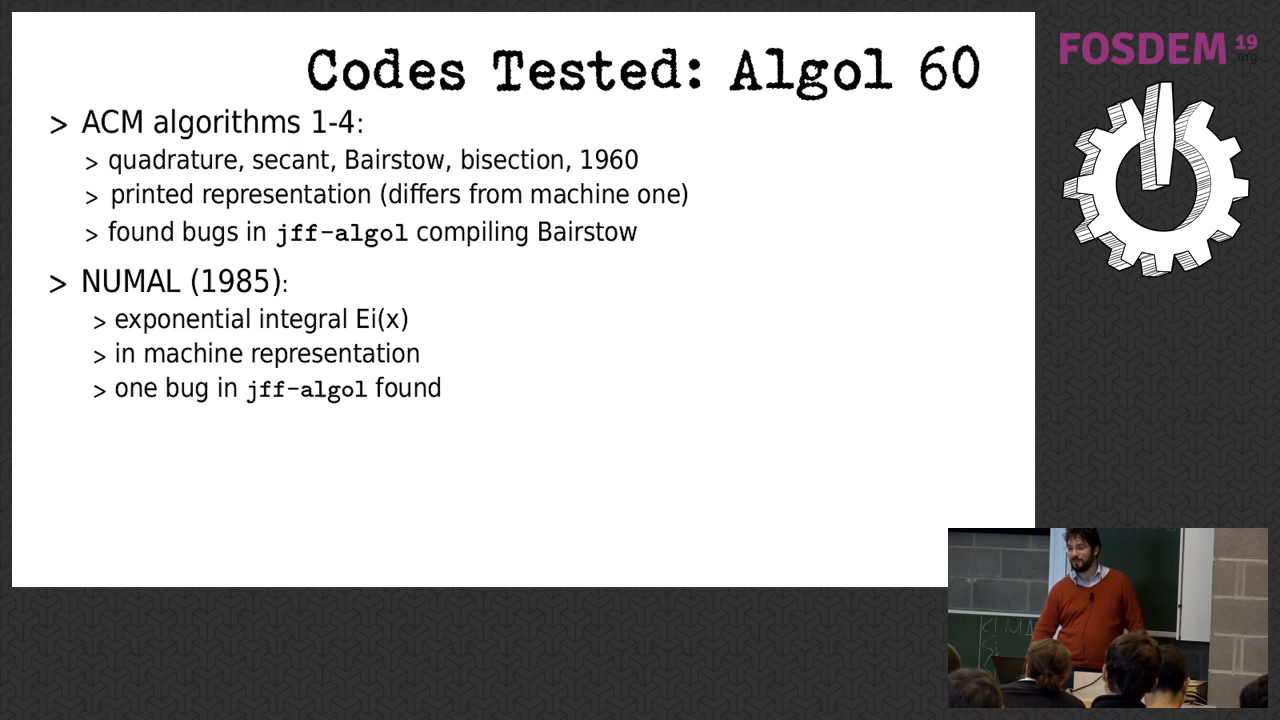 Codes Tested: Algol 60
> ACM algorithms 1-4:
> quadrature, secant, Bairstow, bisection, 1960
> printed representation (differs from machine one)
> found bugs in jff-algol compiling Bairstow
> NUMAL (1985):
> exponential integral Ei(x)
> in machine representation
> one bug in jff-algol found
FOSDEM 19
.org